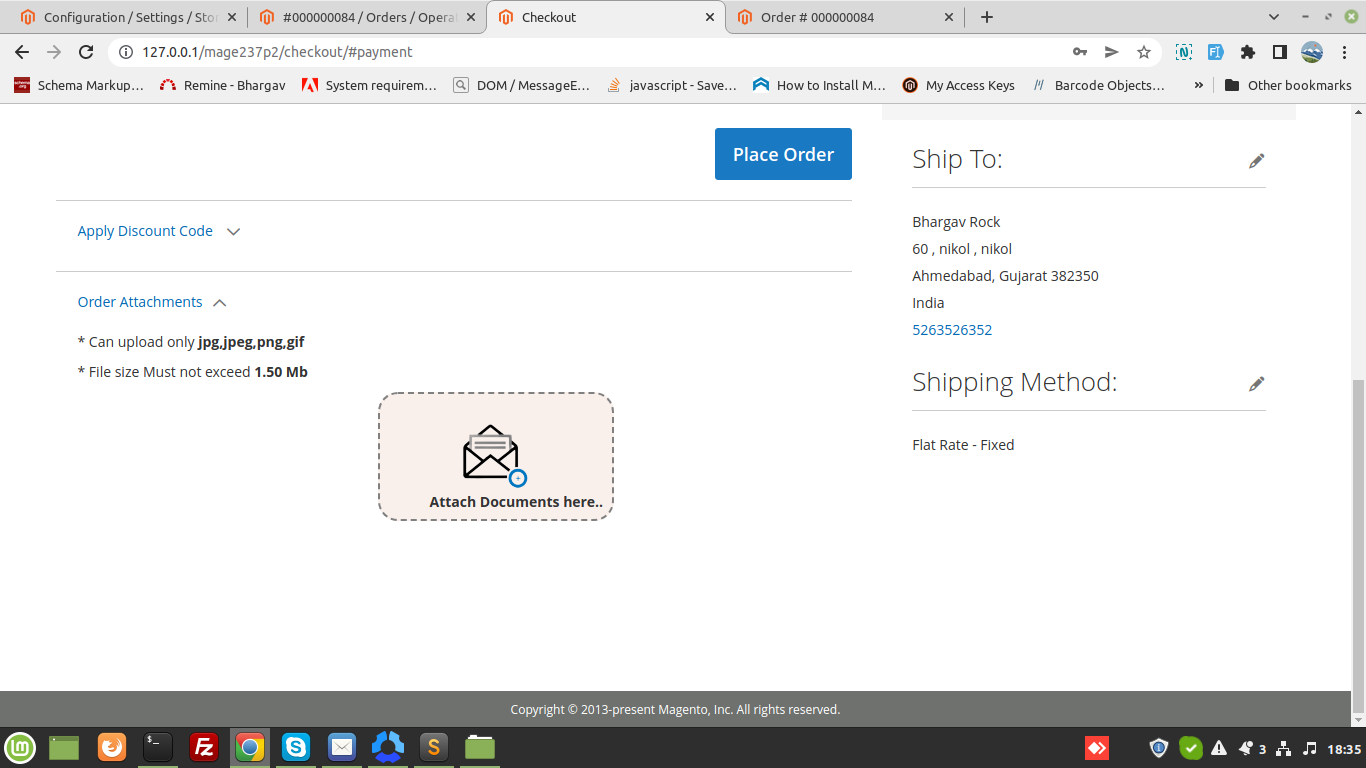 Configuration / Settings / Sto
#000000084 / Orders / Opera
Checkout
Order # 000000084
127.0.0.1/mage237p2/checkout/#payment
Schema Markup…
Remine - Bhargav
System requirem…
DOM / MessageE…
javascript - Save…
How to Install M…
My Access Keys
Barcode Objects…
»
Other bookmarks
Place Order
Apply Discount Code
Order Attachments
* Can upload only jpg,jpeg,png,gif
* File size Must not exceed 1.50 Mb
Attach Documents here..
Ship To:
Bhargav Rock
60 , nikol , nikol
Ahmedabad, Gujarat 382350
India
5263526352
Shipping Method:
Flat Rate - Fixed
Copyright © 2013-present Magento, Inc. All rights reserved.
3
18:35